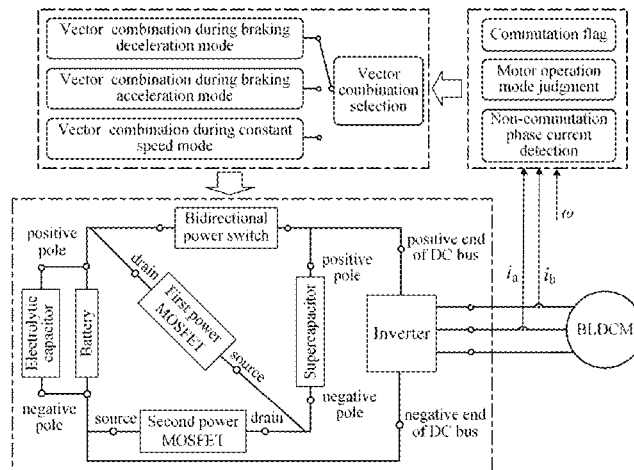 Vector combination during braking
deceleration mode
Vector combination during braking
acceleration mode
Vector combination during constant
speed mode
Vector
combination
selection
Commutation flag
Motor operation
mode judgment
Non-commutation
phase current
detection
positive pole
Bidirectional
power switch
drain
positive
pole
positive end
of DC bus
ω
ia
ib
Electrolytic
capacitor
Battery
First power
MOSFET
Supercapacitor
Inverter
BLDCM
source
negative
pole
source
Second power
MOSFET
drain
negative
pole
negative end
of DC bus